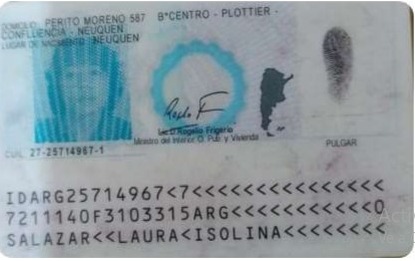 DOMICILIO: PERITO MORENO 587 B°CENTRO - PLOTTIER -
CONFLUENCIA - NEUQUEN
LUGAR DE NACIMIENTO: NEUQUEN
Lic.D.Rogelio Frigerio
Ministro del Interior, O. Pub. y Vivienda
PULGAR
CUIL: 27-25714967-1
IDARG25714967<7<<<<<<<<<<<<<<<
7211140F3103315ARG<<<<<<<<<<<0
SALAZAR<<LAURA<ISOLINA<<<<<<<<